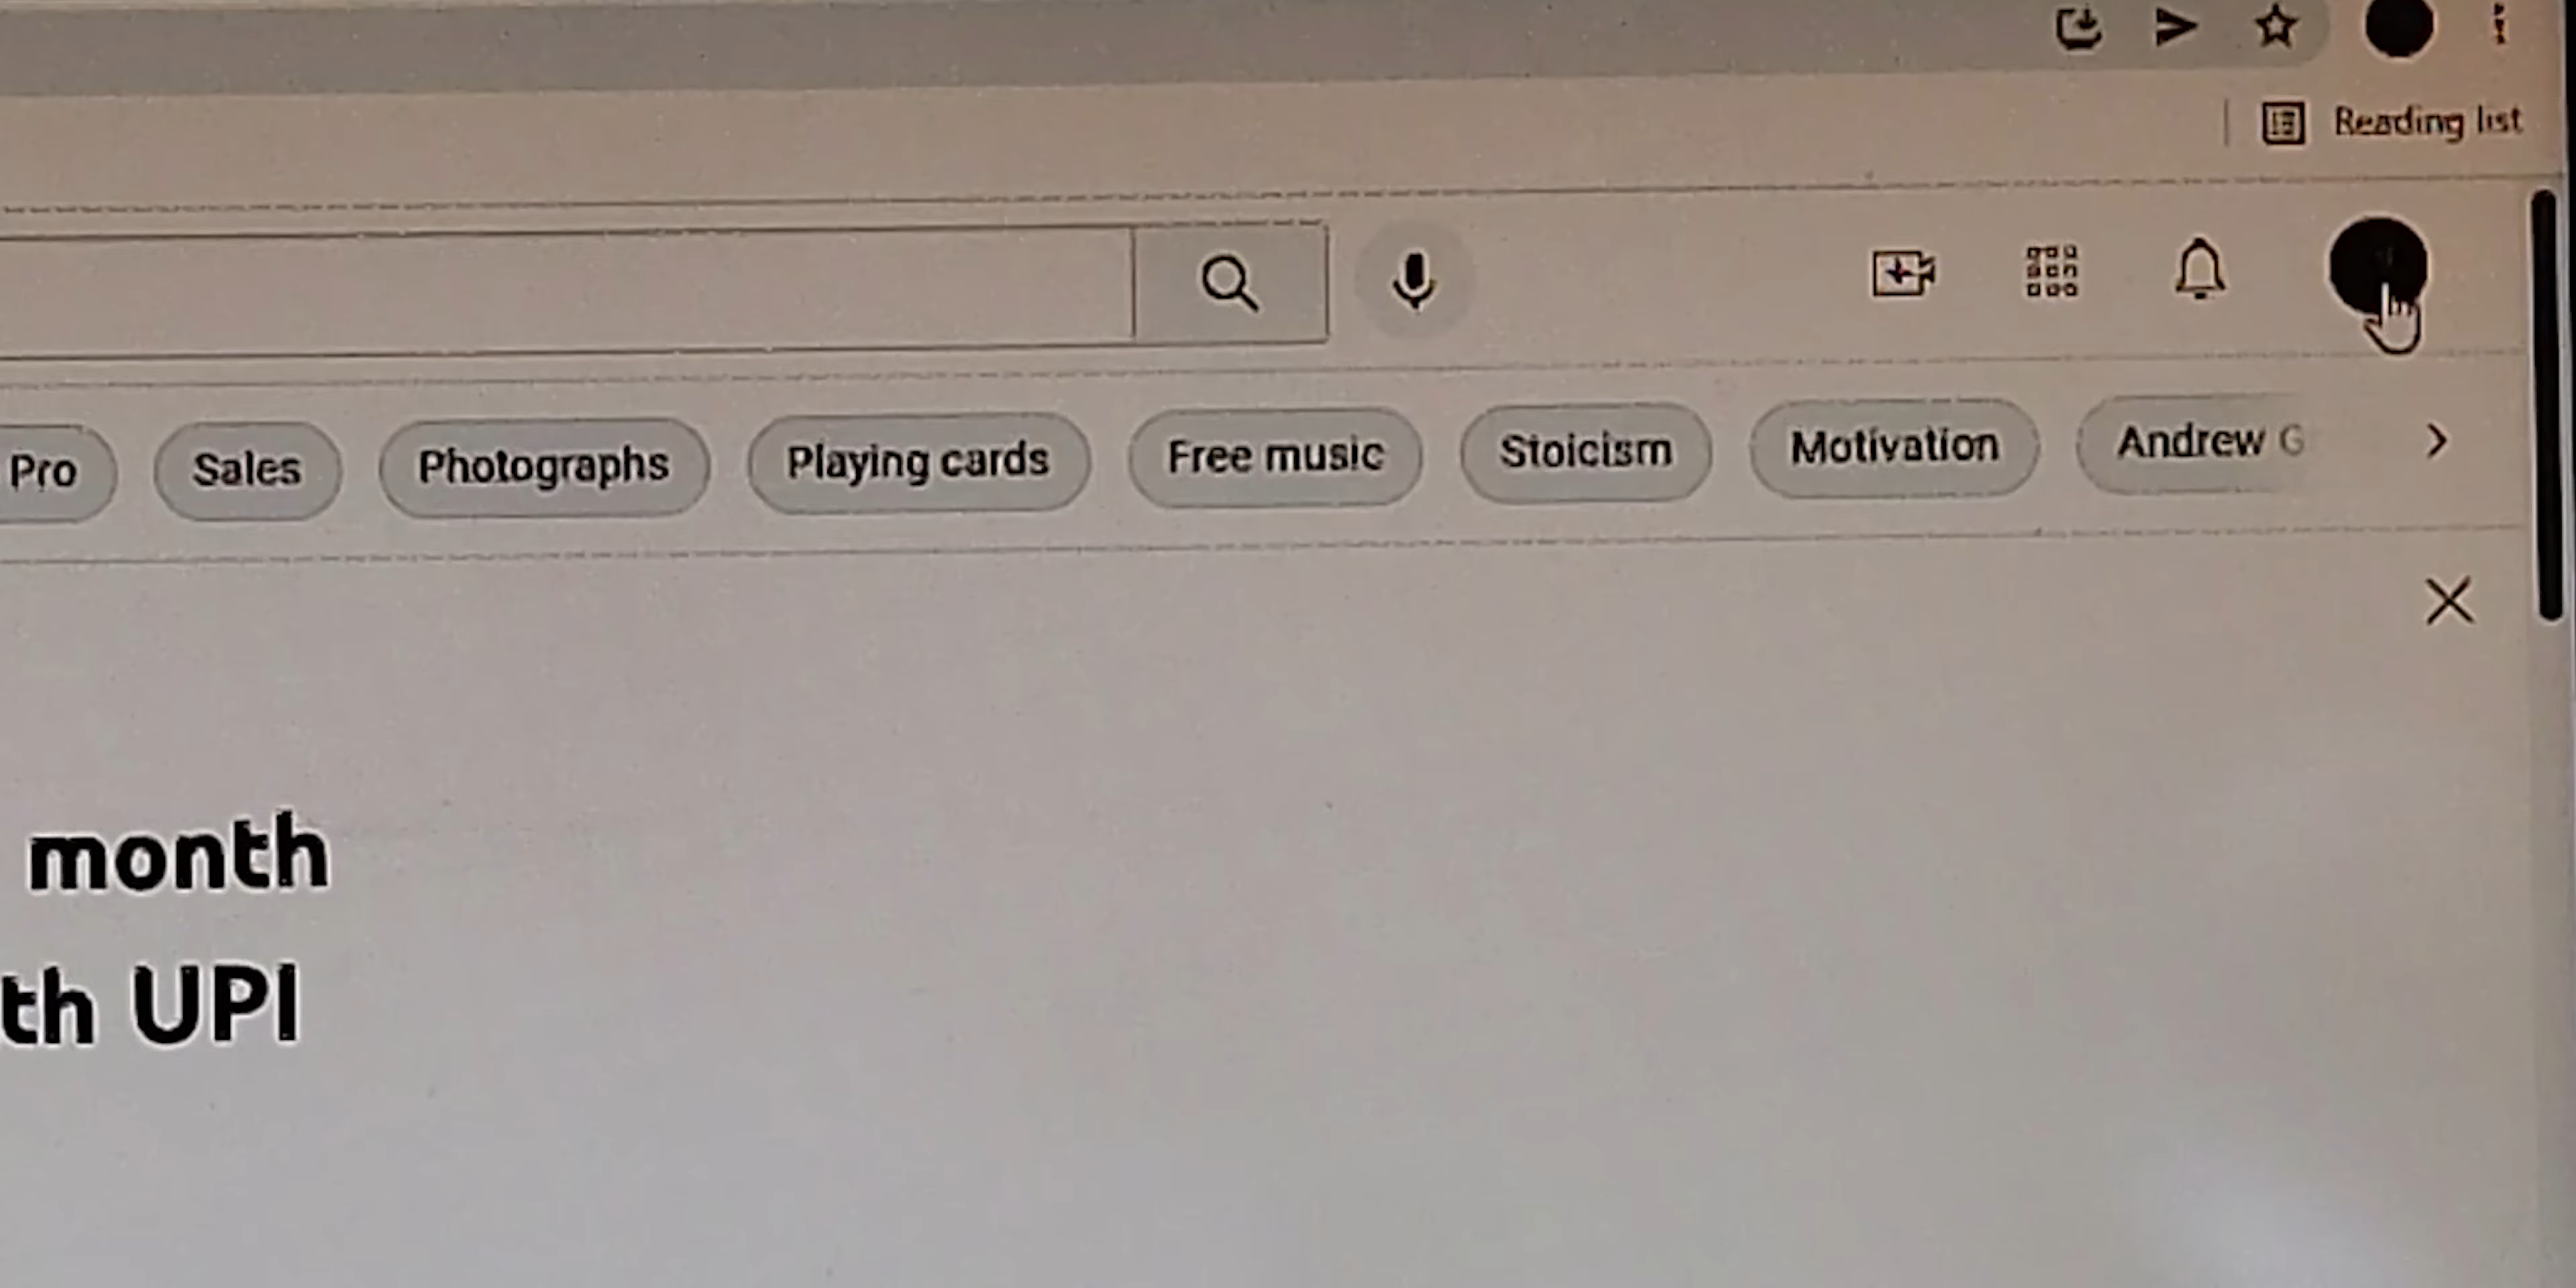 Reading list
Pro Sales Photographs Playing cards Free music Stoicism Motivation Andrew G
month
th UPI